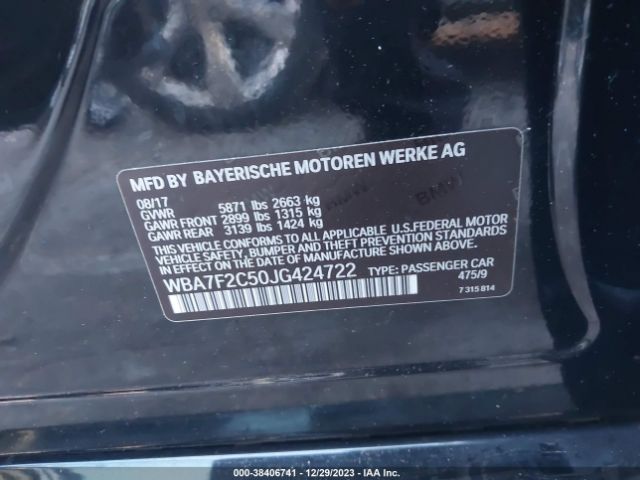 MFD BY BAYERISCHE MOTOREN WERKE AG
08/17
GVWR 5871 lbs 2663 kg
GAWR FRONT 2899 lbs 1315 kg
GAWR REAR 3139 lbs 1424 kg
THIS VEHICLE CONFORMS TO ALL APPLICABLE U.S.FEDERAL MOTOR
VEHICLE SAFETY, BUMPER AND THEFT PREVENTION STANDARDS
IN EFFECT ON THE DATE OF MANUFACTURE SHOWN ABOVE.
WBA7F2C50JG424722 TYPE: PASSENGER CAR
475/9
7 315 814
000-38406741 - 12/29/2023 - IAA Inc.